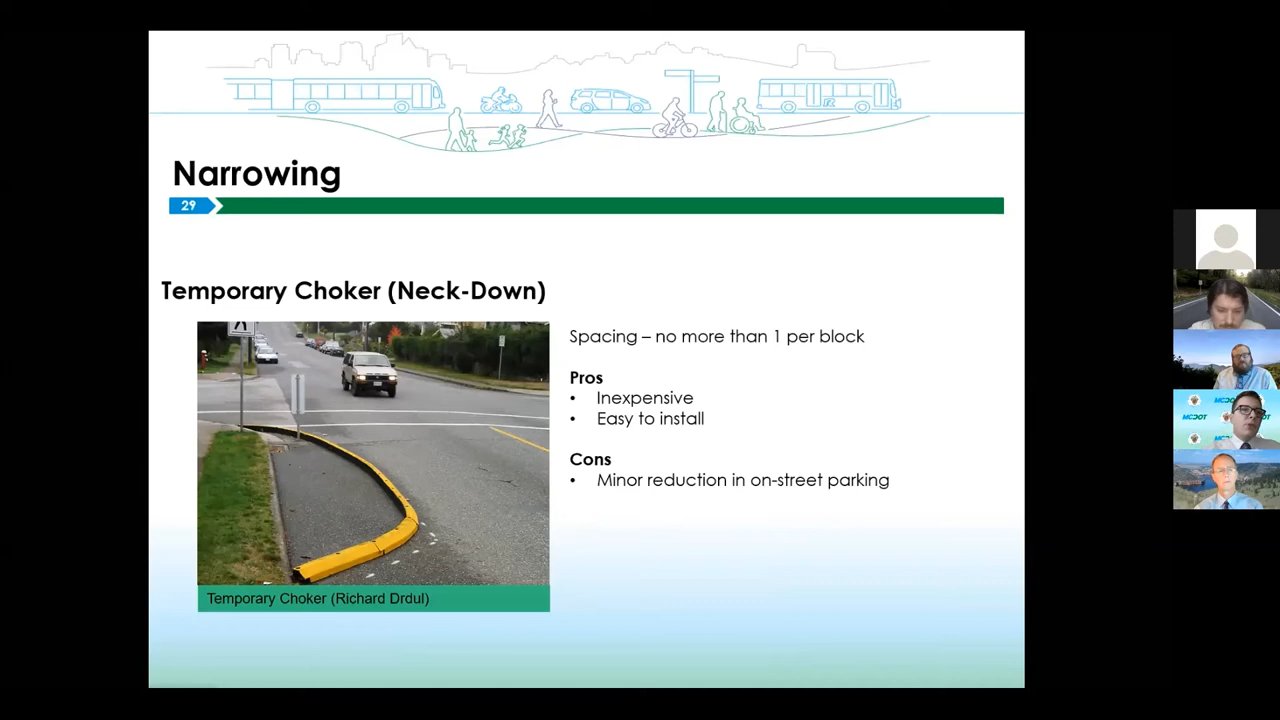 Narrowing
29
Temporary Choker (Neck-Down)
Spacing – no more than 1 per block
Pros
• Inexpensive
• Easy to install
Cons
• Minor reduction in on-street parking
Temporary Choker (Richard Drdul)
MCDOT